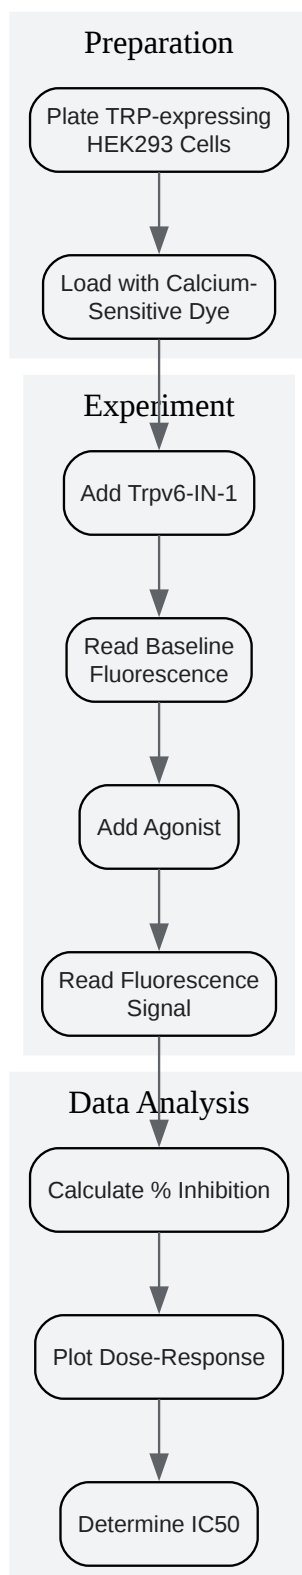 Preparation
Plate TRP-expressing
HEK293 Cells
Load with Calcium-
Sensitive Dye
Experiment
Add Trpv6-IN-1
Read Baseline
Fluorescence
Add Agonist
Read Fluorescence
Signal
Data Analysis
Calculate % Inhibition
Plot Dose-Response
Determine IC50